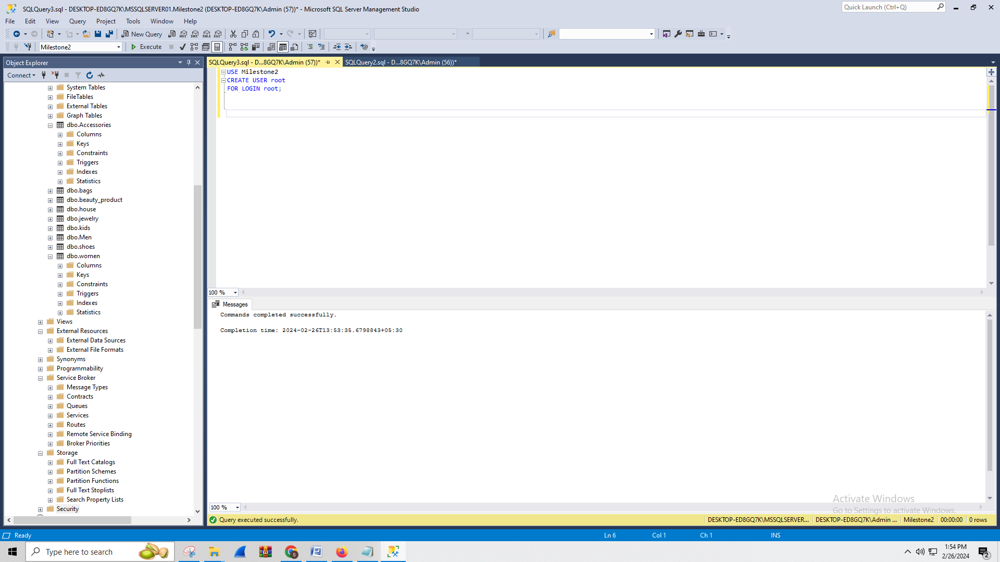 SQLQuery3.sql - DESKTOP-ED8GQ7K\MSSQLSERVER01.Milestone2 (DESKTOP-ED8GQ7K\Admin (57))* - Microsoft SQL Server Management Studio
Quick Launch (Ctrl+Q)
File Edit View Query Project Tools Window Help
New Query
MDX DMX XMLA DAX
Milestone2
Execute
Object Explorer
SQLQuery3.sql - D...8GQ7K\Admin (57))*
SQLQuery2.sql - D...8GQ7K\Admin (56))*
Connect
System Tables
FileTables
External Tables
Graph Tables
dbo.Accessories
Columns
Keys
Constraints
Triggers
Indexes
Statistics
dbo.bags
dbo.beauty_product
dbo.house
dbo.jewelry
dbo.kids
dbo.Men
dbo.shoes
dbo.women
Columns
Keys
Constraints
Triggers
Indexes
Statistics
Views
External Resources
External Data Sources
External File Formats
Synonyms
Programmability
Service Broker
Message Types
Contracts
Queues
Services
Routes
Remote Service Binding
Broker Priorities
Storage
Full Text Catalogs
Partition Schemes
Partition Functions
Full Text Stoplists
Search Property Lists
Security
USE Milestone2
CREATE USER root
FOR LOGIN root;
100 %
Messages
Commands completed successfully.
Completion time: 2024-02-26T13:53:35.6798843+05:30
Activate Windows
Go to Settings to activate Windows.
100 %
Query executed successfully.
DESKTOP-ED8GQ7K\MSSQLSERVER... DESKTOP-ED8GQ7K\Admin ... Milestone2 00:00:00 0 rows
Ready
Ln 6 Col 1 Ch 1 INS
Type here to search
1:54 PM
2/26/2024
2